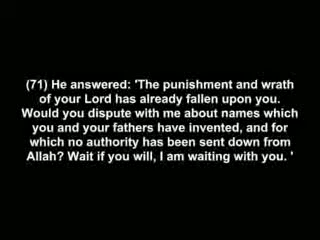 (71) He answered: 'The punishment and wrath
of your Lord has already fallen upon you.
Would you dispute with me about names which
you and your fathers have invented, and for
which no authority has been sent down from
Allah? Wait if you will, I am waiting with you. '